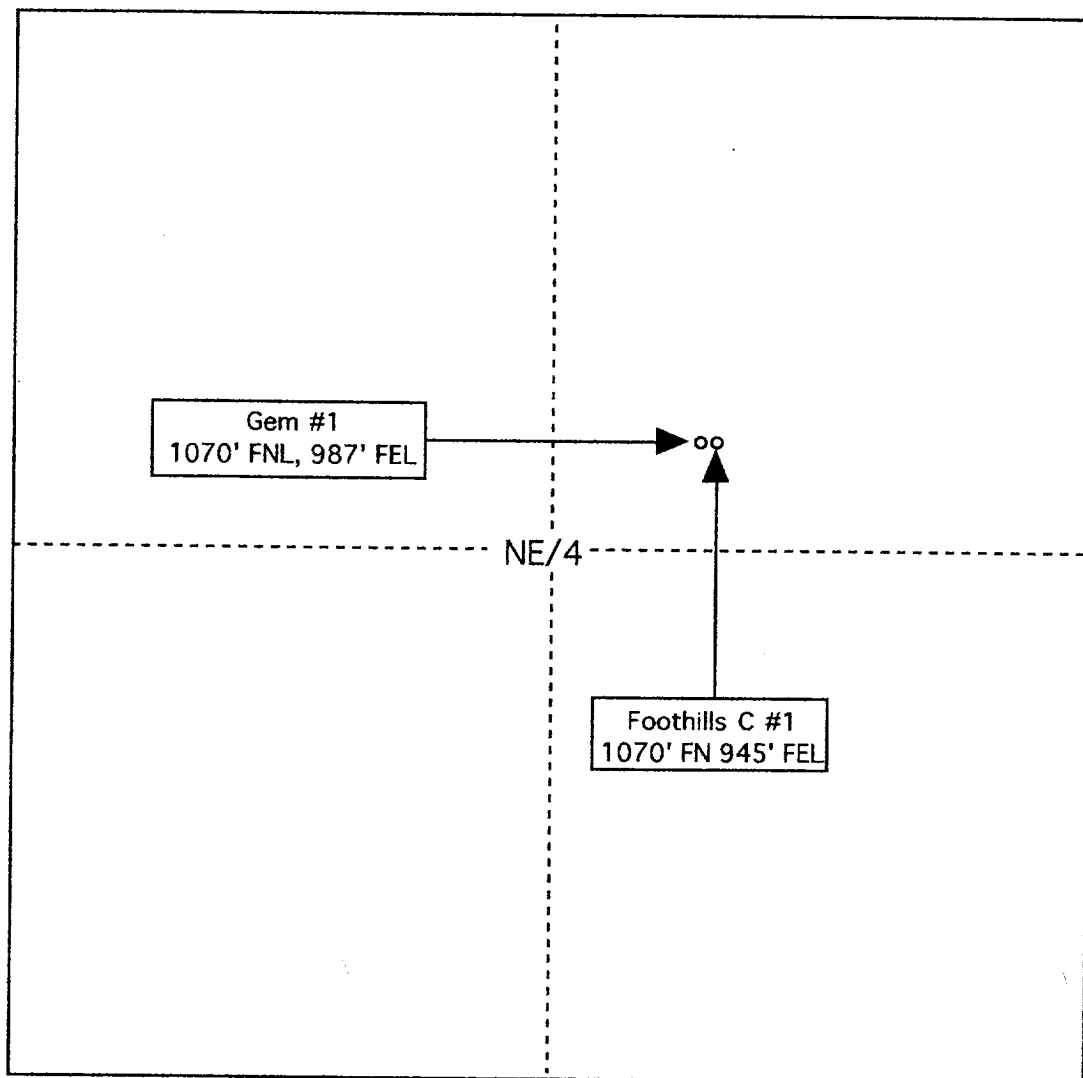 Gem #1
1070' FNL, 987' FEL
NE/4
Foothills C #1
1070' FN 945' FEL